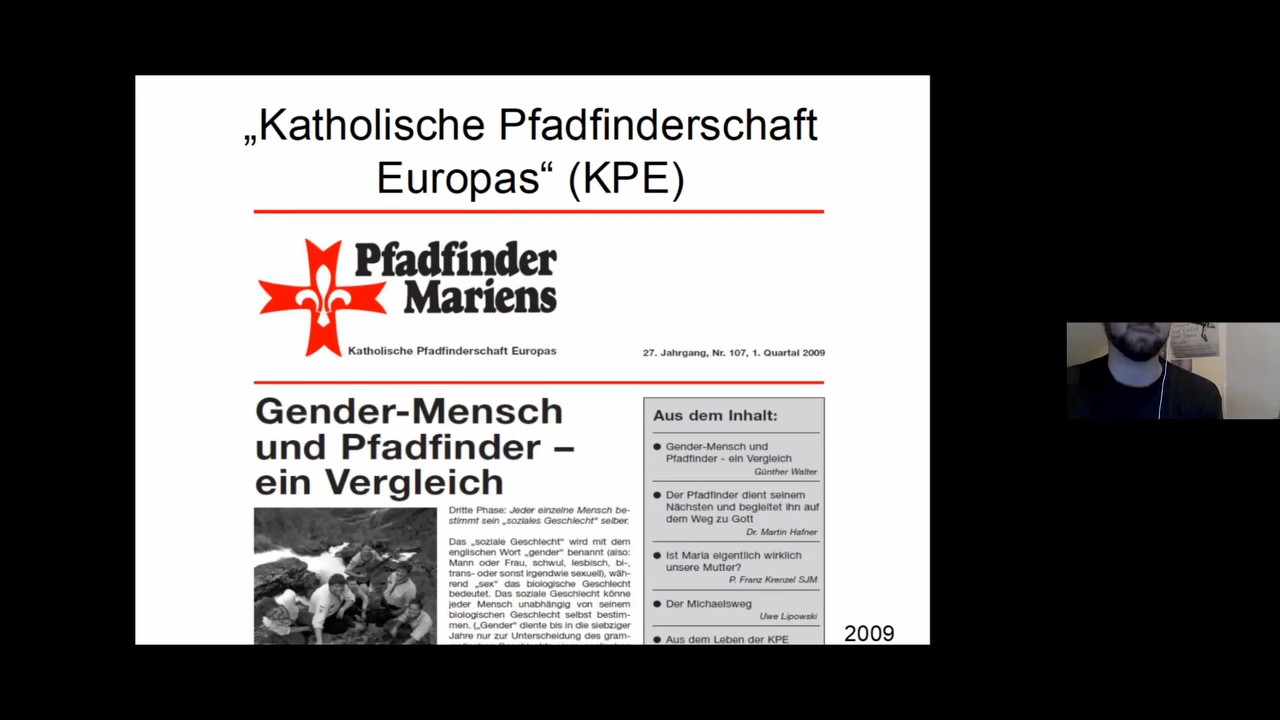 „Katholische Pfadfinderschaft
Europas“ (KPE)
Pfadfinder
Mariens
Katholische Pfadfinderschaft Europas
27. Jahrgang, Nr. 107, 1. Quartal 2009
Gender-Mensch
und Pfadfinder –
ein Vergleich
Dritte Phase: Jeder einzelne Mensch be-
stimmt sein „soziales Geschlecht“ selber.
Das „soziale Geschlecht“ wird mit dem
englischen Wort „gender“ benannt (also:
Mann oder Frau, schwul, lesbisch, bi-,
trans- oder sonst irgendwie sexuell), wäh-
rend „sex“ das biologische Geschlecht
bedeutet. Das soziale Geschlecht könne
jeder Mensch unabhängig von seinem
biologischen Geschlecht selbst bestim-
men. („Gender“ diente bis in die siebziger
Jahre nur zur Unterscheidung des gram-
Aus dem Inhalt:
● Gender-Mensch und
Pfadfinder - ein Vergleich
Günther Walter
● Der Pfadfinder dient seinem
Nächsten und begleitet ihn auf
dem Weg zu Gott
Dr. Martin Hafner
● Ist Maria eigentlich wirklich
unsere Mutter?
P. Franz Krenzel SJM
● Der Michaelsweg
Uwe Lipowski
● Aus dem Leben der KPE
2009